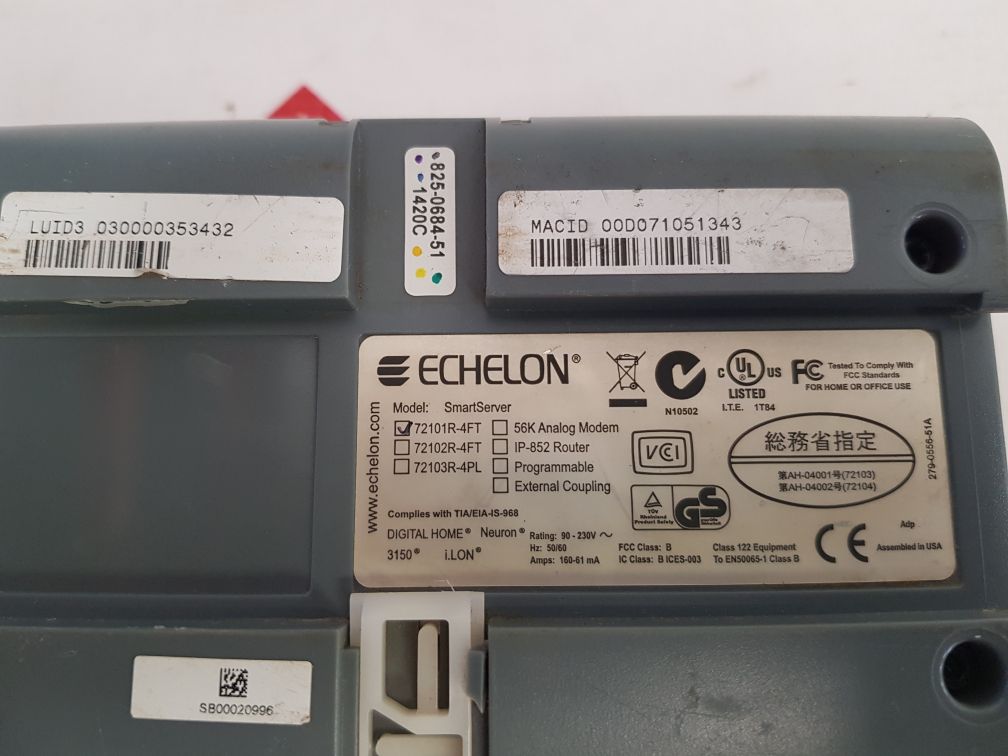 LUID3 030000353432
825-0684-51
1420C
MACID 00D071051343
ECHELON®
Model: SmartServer
72101R-4FT
72102R-4FT
72103R-4PL
56K Analog Modem
IP-852 Router
Programmable
External Coupling
www.echelon.com
Complies with TIA/EIA-IS-968
DIGITAL HOME® Neuron®
3150® i.LON®
Rating: 90 - 230V ~
Hz: 50/60
Amps: 160-61 mA
FCC Class: B
IC Class: B ICES-003
Class 122 Equipment
To EN50065-1 Class B
N10502
C UL US
LISTED
I.T.E. 1T84
FC Tested To Comply With
FCC Standards
FOR HOME OR OFFICE USE
VCI
TÜV
Rheinland
Product Safety
GS
総務省指定
第AH-04001号(72103)
第AH-04002号(72104)
279-0556-51A
CE
Adp
Assembled in USA
SB00020996